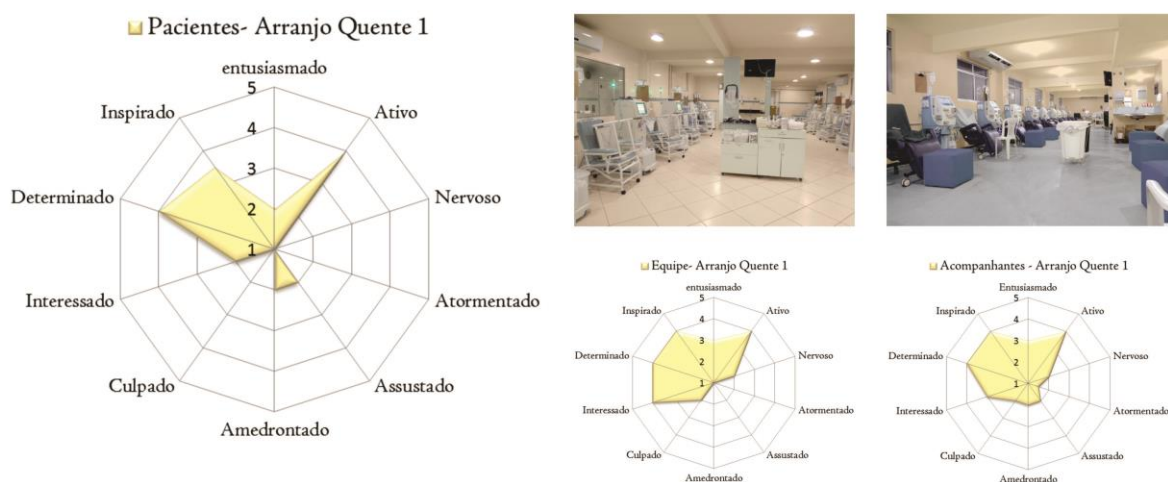 Pacientes- Arranjo Quente 1
entusiasmado
5
Inspirado
Ativo
4
3
Determinado
Nervoso
2
1
Interessado
Atormentado
Culpado
Assustado
Amedrontado
Equipe- Arranjo Quente 1
entusiasmado
5
Inspirado
Ativo
4
3
Determinado
Nervoso
2
1
Interessado
Atormentado
Culpado
Assustado
Amedrontado
Acompanhantes - Arranjo Quente 1
Entusiasmado
5
Inspirado
Ativo
4
3
Determinado
Nervoso
2
1
Interessado
Atormentado
Culpado
Assustado
Amedrontado